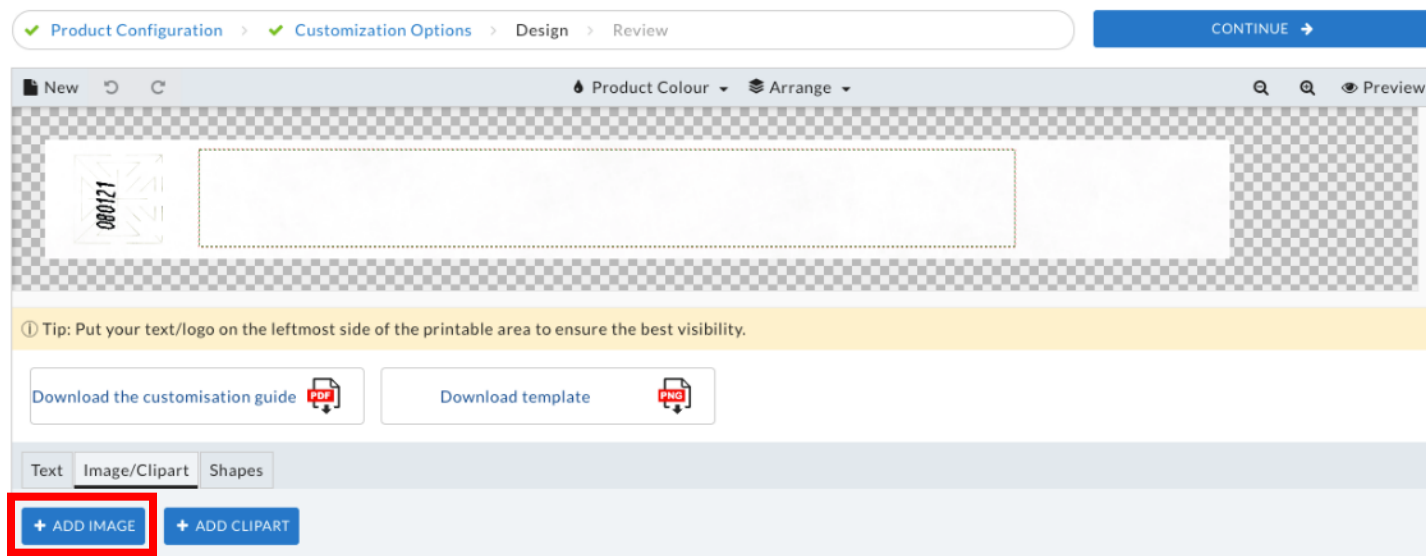 Product Configuration > Customization Options > Design > Review
CONTINUE
New
Product Colour
Arrange
Preview
080121
Tip: Put your text/logo on the leftmost side of the printable area to ensure the best visibility.
Download the customisation guide
PDF
Download template
PNG
Text
Image/Clipart
Shapes
+ ADD IMAGE
+ ADD CLIPART